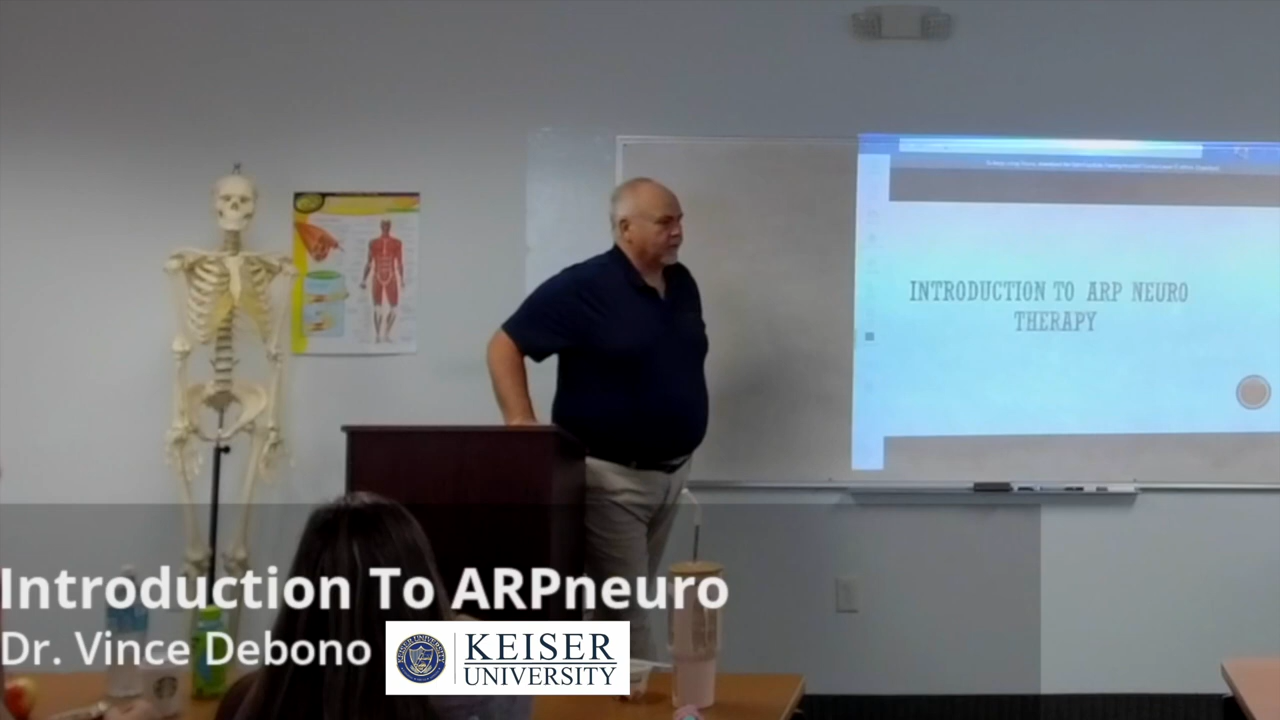 INTRODUCTION TO ARP NEURO
THERAPY
Introduction To ARPneuro
Dr. Vince Debono
KEISER
UNIVERSITY